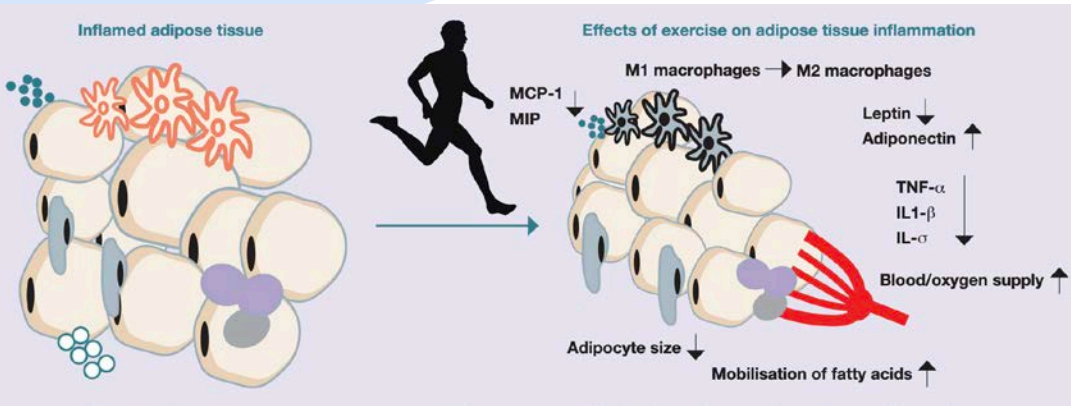 Inflamed adipose tissue
Effects of exercise on adipose tissue inflammation
M1 macrophages → M2 macrophages
MCP-1 ↓
MIP
Leptin ↓
Adiponectin ↑
TNF-α ↓
IL1-β
IL-σ
Blood/oxygen supply ↑
Adipocyte size ↓
Mobilisation of fatty acids ↑